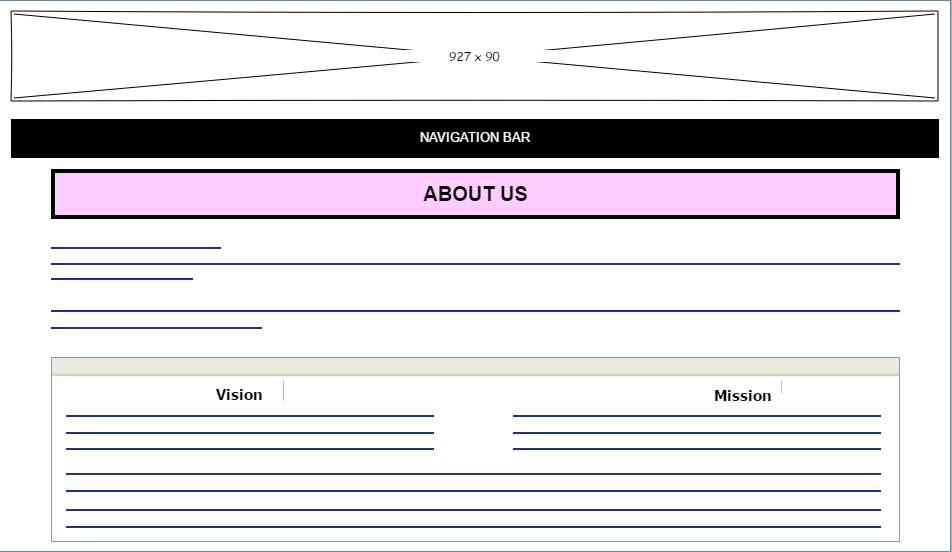 927 x 90
NAVIGATION BAR
ABOUT US
Vision
Mission